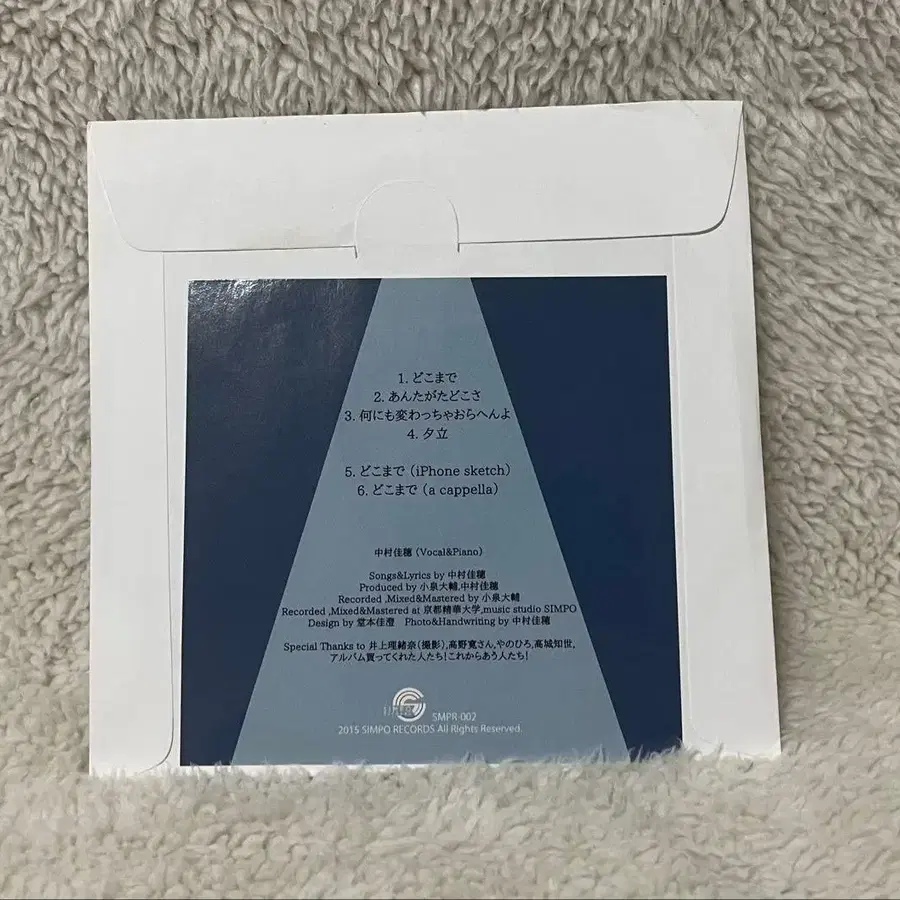 1. どこまで
2. あんたがたどこさ
3. 何にも変わっちゃおらへんよ
4. 夕立
5. どこまで（iPhone sketch）
6. どこまで（a cappella）
中村佳穂（Vocal&Piano）
Songs&Lyrics by 中村佳穂
Produced by 小泉大輔,中村佳穂
Recorded ,Mixed&Mastered by 小泉大輔
Recorded ,Mixed&Mastered at 京都精華大学,music studio SIMPO
Design by 堂本佳澄　Photo&Handwriting by 中村佳穂
Special Thanks to 井上理緒奈（撮影）,高野寛さん,やのひろ,高城知世,
アルバム買ってくれた人たち！これからあう人たち！
SMPR-002
2015 SIMPO RECORDS All Rights Reserved.